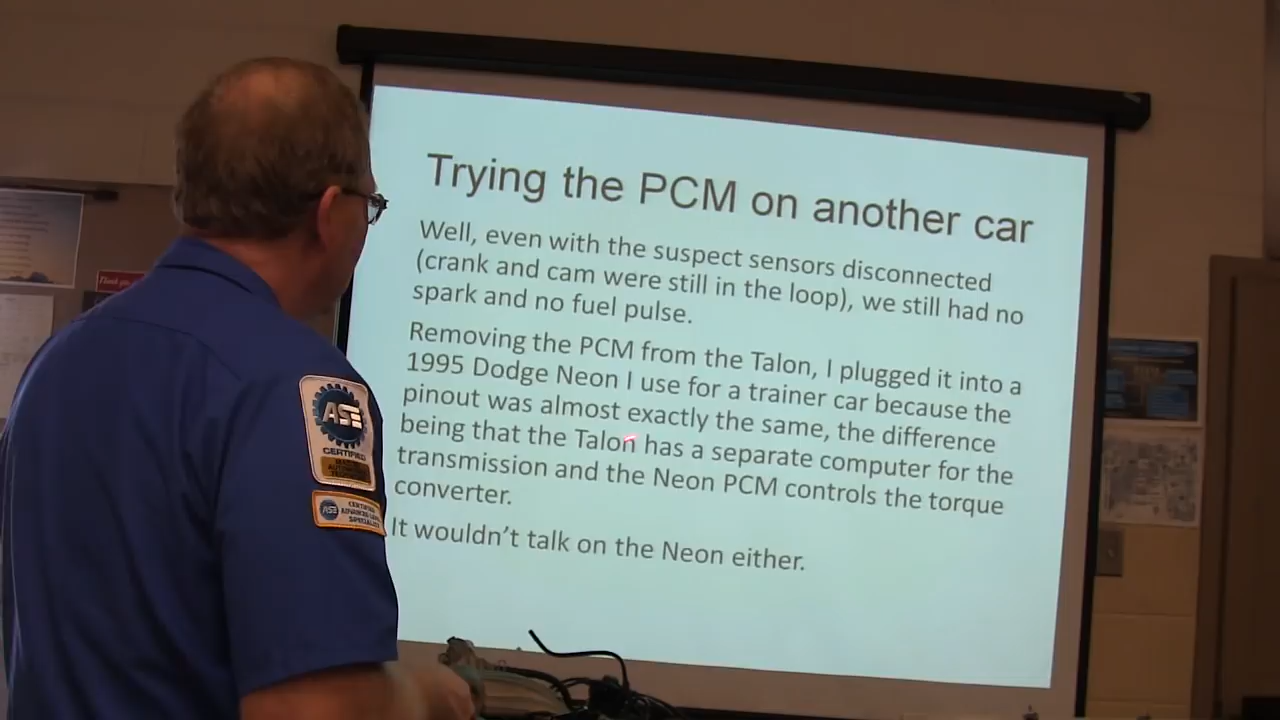 Trying the PCM on another car
Well, even with the suspect sensors disconnected
(crank and cam were still in the loop), we still had no
spark and no fuel pulse.
Removing the PCM from the Talon, I plugged it into a
1995 Dodge Neon I use for a trainer car because the
pinout was almost exactly the same, the difference
being that the Talon has a separate computer for the
transmission and the Neon PCM controls the torque
converter.
It wouldn't talk on the Neon either.
ASE
CERTIFIED
ASE
CERTIFIED